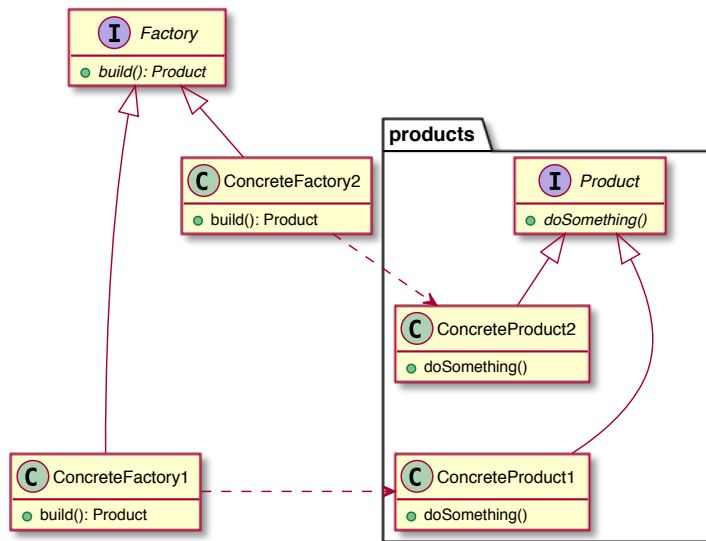 I Factory
build(): Product
products
C ConcreteFactory2
build(): Product
I Product
doSomething()
C ConcreteProduct2
doSomething()
C ConcreteFactory1
build(): Product
C ConcreteProduct1
doSomething()